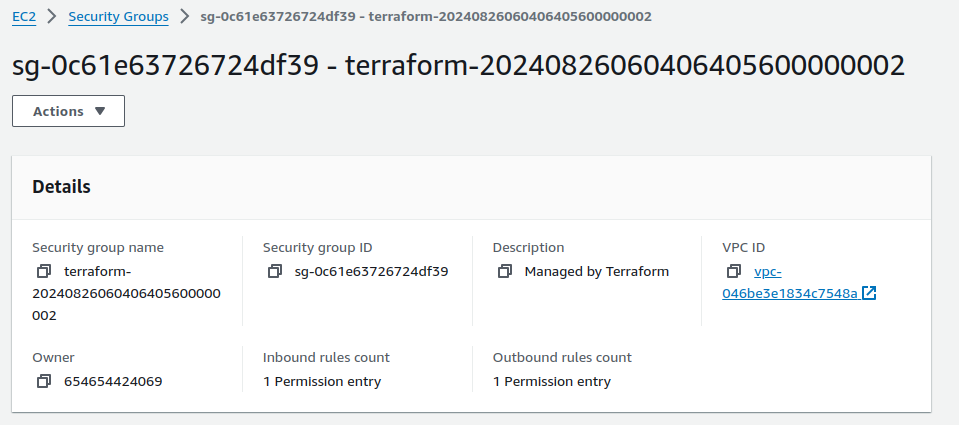 EC2 > Security Groups > sg-0c61e63726724df39 - terraform-20240826060406405600000002
sg-0c61e63726724df39 - terraform-20240826060406405600000002
Actions
Details
Security group name
terraform-
20240826060406405600000
002
Security group ID
sg-0c61e63726724df39
Description
Managed by Terraform
VPC ID
vpc-
046be3e1834c7548a
Owner
654654424069
Inbound rules count
1 Permission entry
Outbound rules count
1 Permission entry